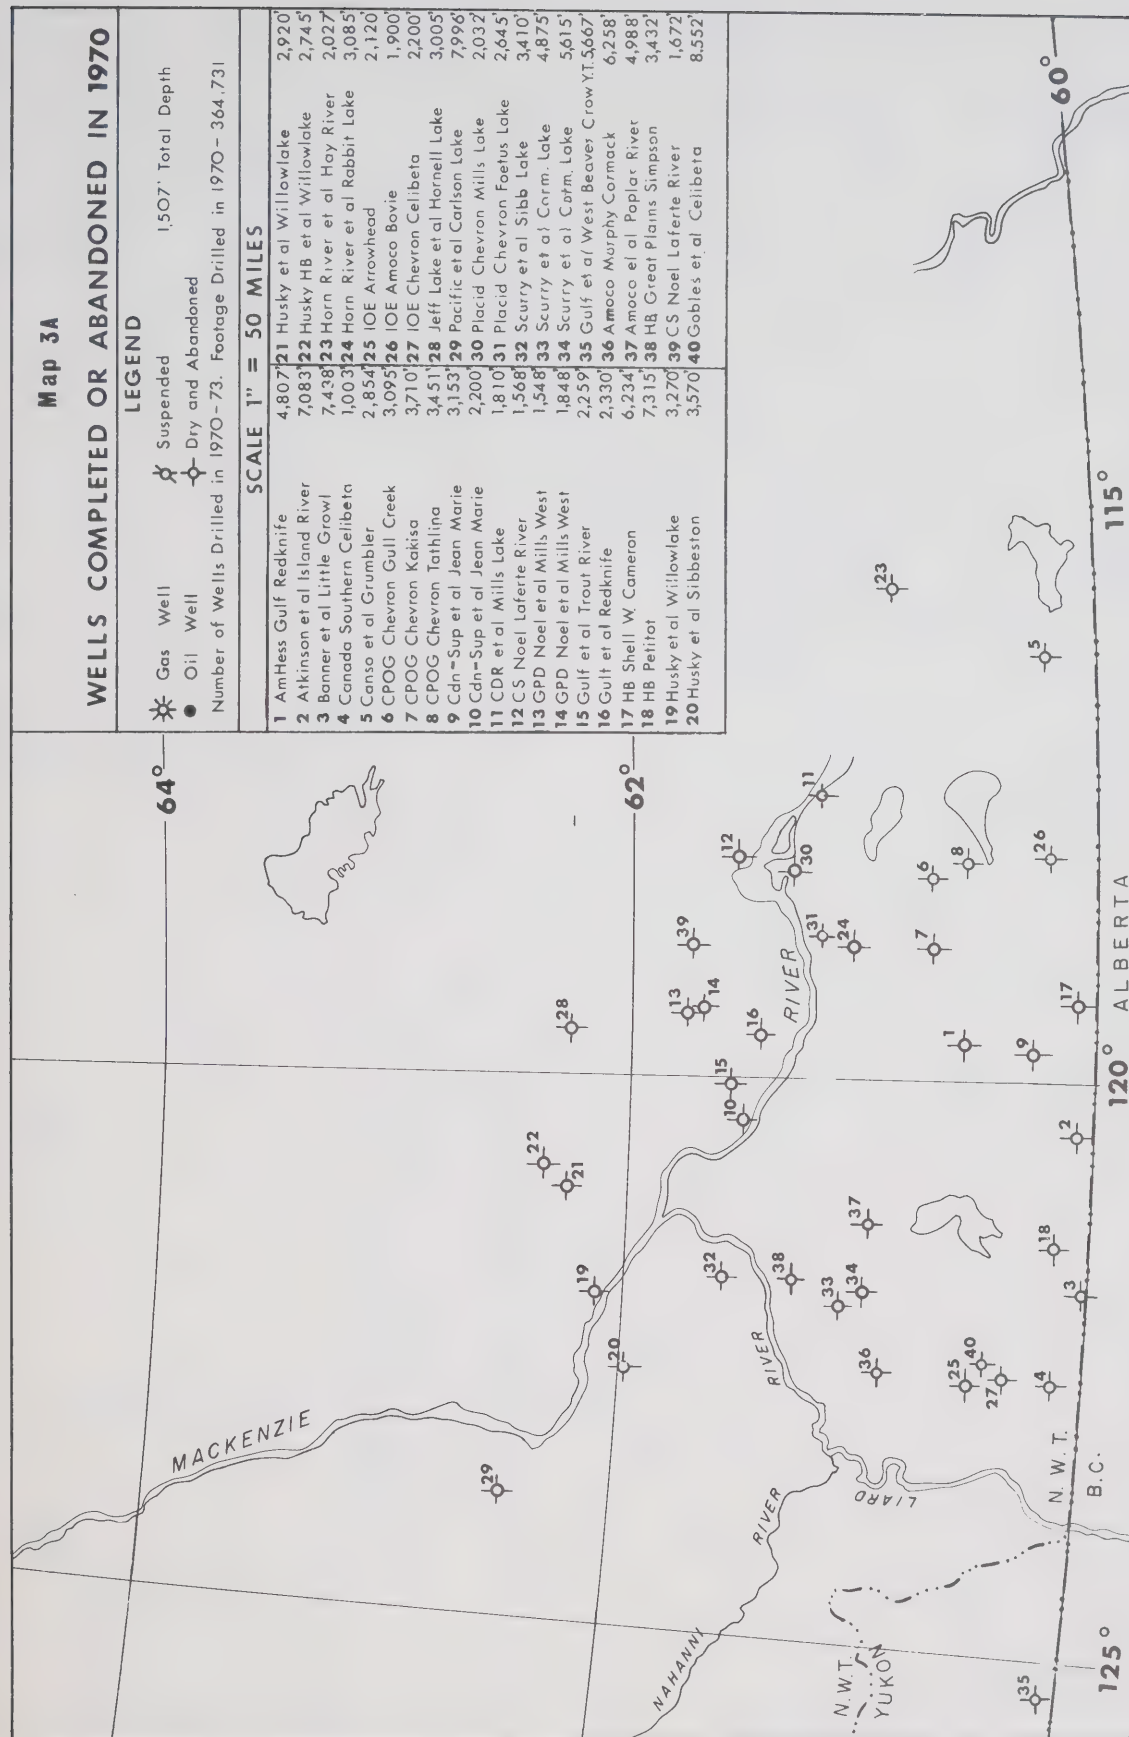 Map 3A
WELLS COMPLETED OR ABANDONED IN 1970
LEGEND
Gas Well
Suspended
1,507' Total Depth
Oil Well
Dry and Abandoned
Number of Wells Drilled in 1970-73. Footage Drilled in 1970-364,731
SCALE 1" = 50 MILES
1 AmHess Gulf Redknife 4,807'
2 Atkinson et al Island River 7,083'
3 Banner et al Little Growl 7,438'
4 Canada Southern Celibeta 1,003'
5 Canso et al Grumbler 2,854'
6 CPOG Chevron Gull Creek 3,095'
7 CPOG Chevron Kakisa 3,710'
8 CPOG Chevron Tathlina 3,451'
9 Cdn-Sup et al Jean Marie 3,153'
10 Cdn-Sup et al Jean Marie 2,200'
11 CDR et al Mills Lake 1,810'
12 CS Noel Laferte River 1,568'
13 GPD Noel et al Mills West 1,548'
14 GPD Noel et al Mills West 1,848'
15 Gulf et al Trout River 2,259'
16 Gulf et al Redknife 2,330'
17 HB Shell W. Cameron 6,234'
18 HB Petitot 7,315'
19 Husky et al Willowlake 3,270'
20 Husky et al Sibbeston 3,570'
21 Husky et al Willowlake 2,920'
22 Husky HB et al Willowlake 2,745'
23 Horn River et al Hay River 2,027'
24 Horn River et al Rabbit Lake 3,085'
25 IOE Arrowhead 2,120'
26 IOE Amoco Bovie 1,900'
27 IOE Chevron Celibeta 2,200'
28 Jeff Lake et al Hornell Lake 3,005'
29 Pacific et al Carlson Lake 7,996'
30 Placid Chevron Mills Lake 2,032'
31 Placid Chevron Foetus Lake 2,645'
32 Scurry et al Sibb Lake 3,410'
33 Scurry et al Corm. Lake 4,875'
34 Scurry et al Corm. Lake 5,615'
35 Gulf et al West Beaver Crow Y.T. 5,667'
36 Amoco Murphy Cormack 6,258'
37 Amoco et al Poplar River 4,988'
38 HB Great Plains Simpson 3,432'
39 CS Noel Laferte River 1,672'
40 Gobles et al Celibeta 8,552'
64°
62°
60°
MACKENZIE
RIVER
29
28
22
21
19
20
39
13
14
12
11
30
15
10
16
32
38
37
33
34
36
31
24
7
6
8
26
23
5
1
9
17
2
18
3
25
40
27
4
35
RIVER
LIARD
NAHANNI
RIVER
N.W.T.
YUKON
N. W. T.
B.C.
ALBERTA
125°
120°
115°